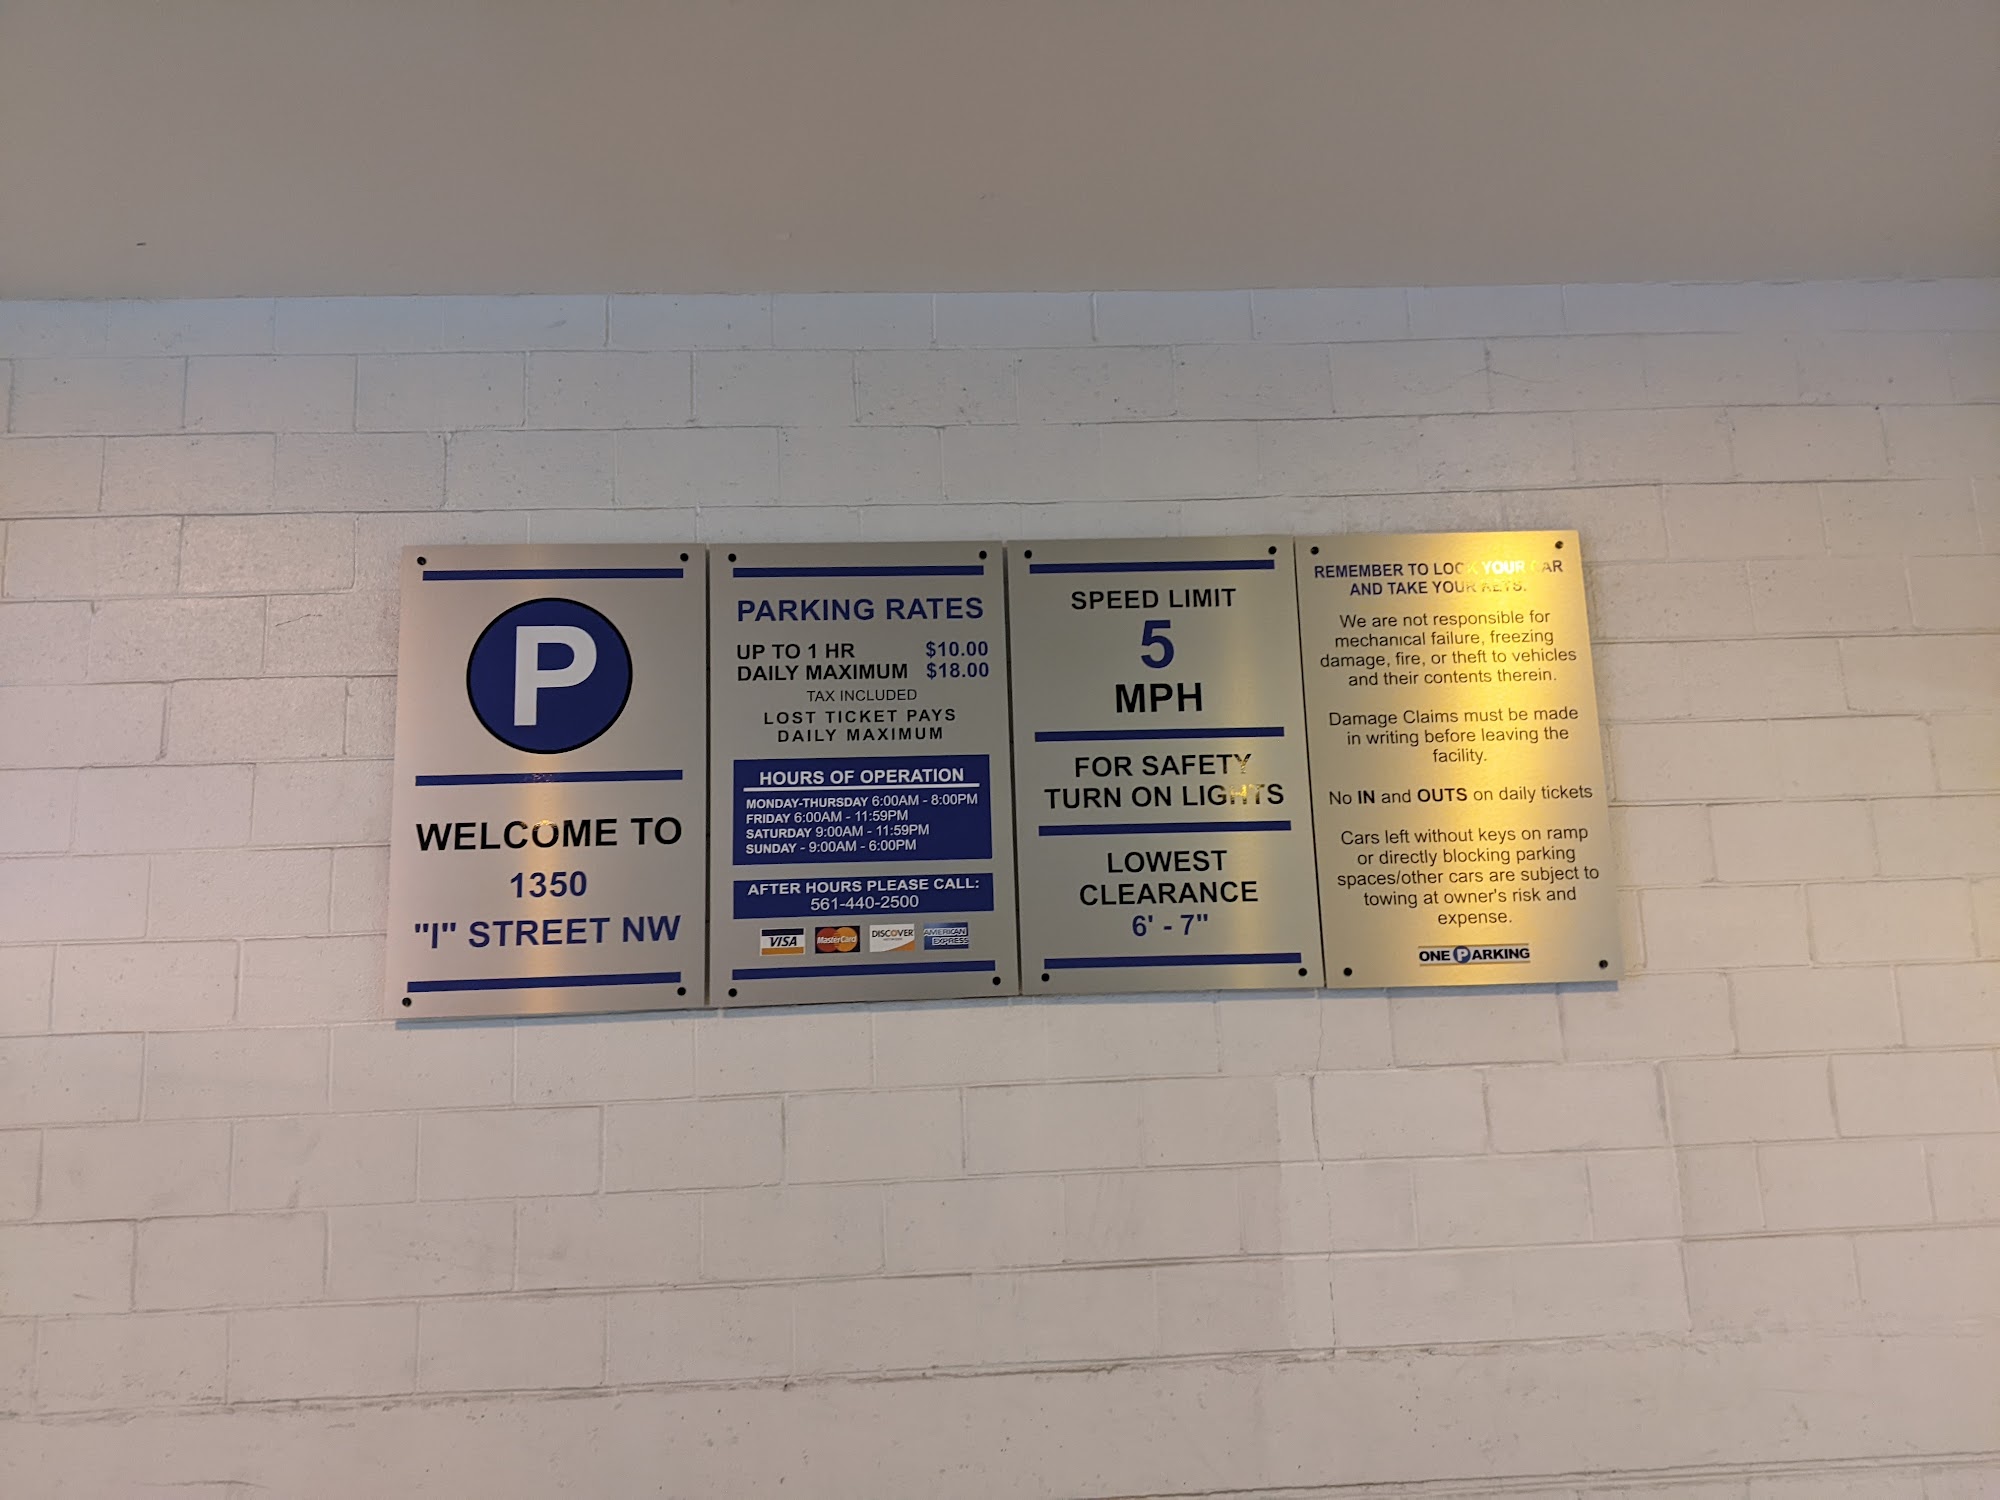 P
WELCOME TO
1350
"I" STREET NW
PARKING RATES
UP TO 1 HR $10.00
DAILY MAXIMUM $18.00
TAX INCLUDED
LOST TICKET PAYS
DAILY MAXIMUM
HOURS OF OPERATION
MONDAY-THURSDAY 6:00AM - 8:00PM
FRIDAY 6:00AM - 11:59PM
SATURDAY 9:00AM - 11:59PM
SUNDAY - 9:00AM - 6:00PM
AFTER HOURS PLEASE CALL:
561-440-2500
VISA MasterCard DISCOVER AMERICAN EXPRESS
SPEED LIMIT
5
MPH
FOR SAFETY
TURN ON LIGHTS
LOWEST
CLEARANCE
6' - 7"
REMEMBER TO LOCK YOUR CAR
AND TAKE YOUR KEYS.
We are not responsible for
mechanical failure, freezing
damage, fire, or theft to vehicles
and their contents therein.
Damage Claims must be made
in writing before leaving the
facility.
No IN and OUTS on daily tickets
Cars left without keys on ramp
or directly blocking parking
spaces/other cars are subject to
towing at owner's risk and
expense.
ONE PARKING